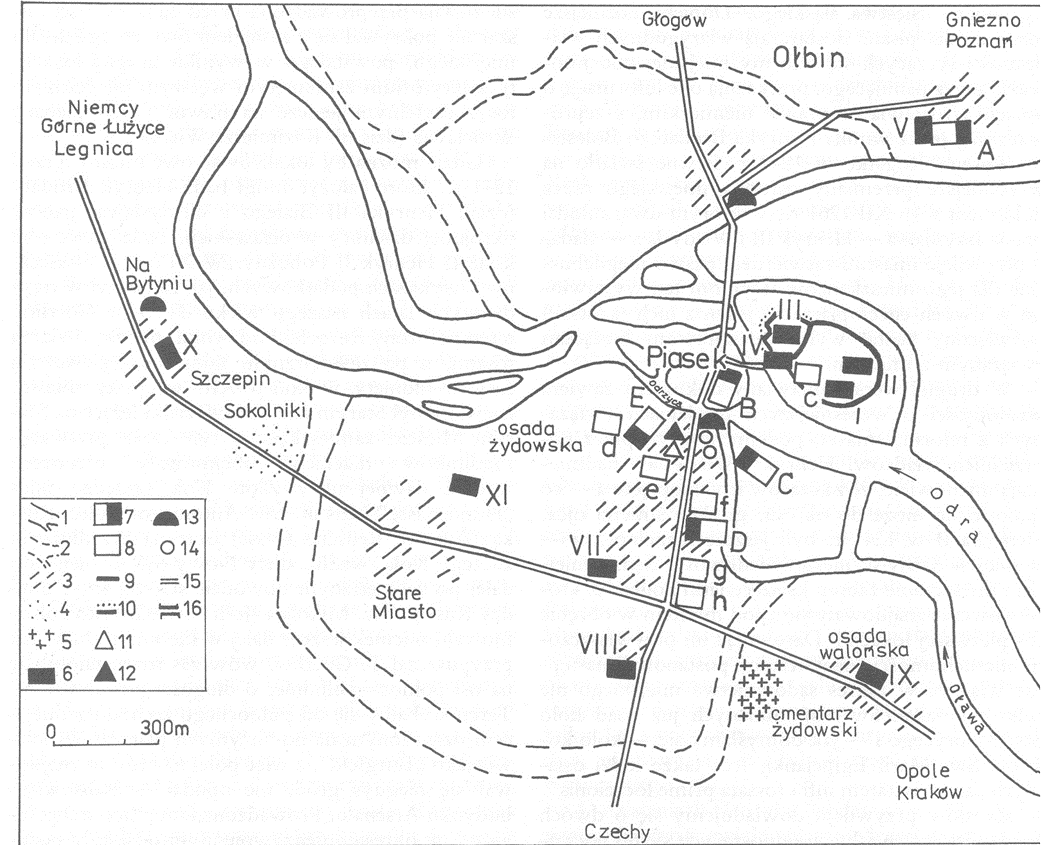 Głogów
Gniezno
Poznań
Ołbin
Niemcy
Górne Łużyce
Legnica
V
A
Na
Bytyniu
X
Szczepin
Sokolniki
III
IV
Piasek
II
c
B
odrzyca
E
d
osada
żydowska
e
C
Odra
XI
f
D
VII
g
h
Stare
Miasto
VIII
osada
walońska
IX
oława
cmentarz
żydowski
Opole
Kraków
Czechy
1
2
3
4
5
6
7
8
9
10
11
12
13
14
15
16
0 300m